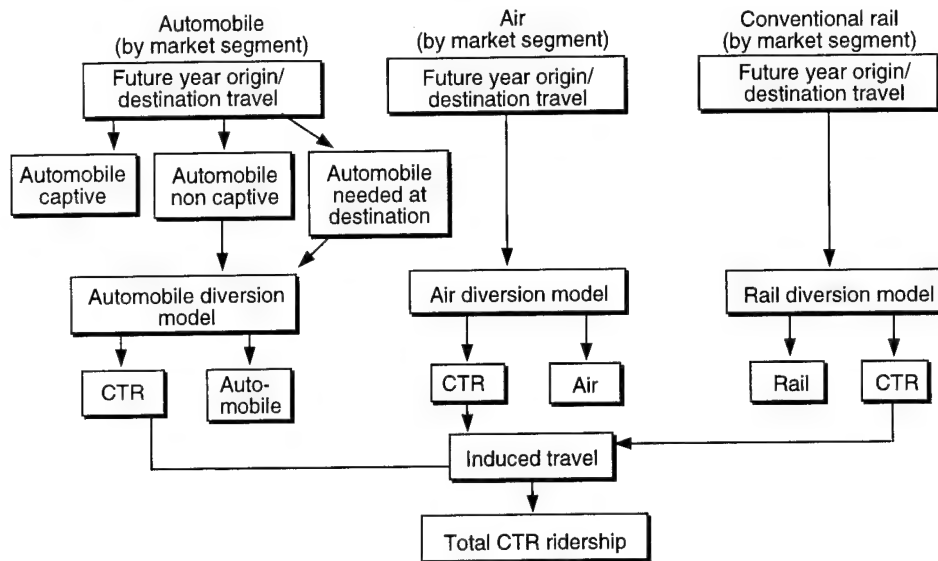 Automobile
(by market segment)
Air
(by market segment)
Conventional rail
(by market segment)
Future year origin/
destination travel
Future year origin/
destination travel
Future year origin/
destination travel
Automobile
captive
Automobile
non captive
Automobile
needed at
destination
Automobile diversion
model
Air diversion model
Rail diversion model
CTR
Auto-
mobile
CTR
Air
Rail
CTR
Induced travel
Total CTR ridership